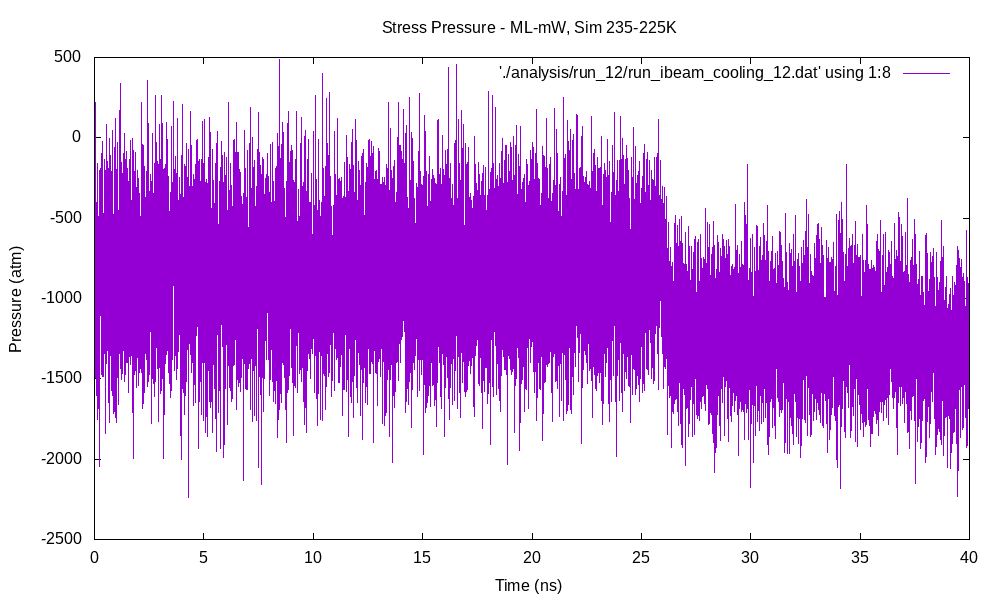 Stress Pressure - ML-mW, Sim 235-225K
'./analysis/run_12/run_ibeam_cooling_12.dat' using 1:8
500
0
-500
-1000
-1500
-2000
-2500
Pressure (atm)
0 5 10 15 20 25 30 35 40
Time (ns)